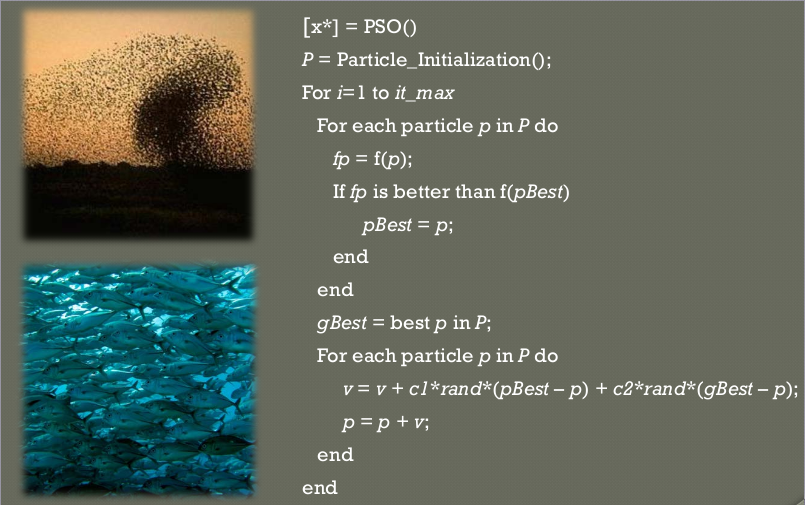 [x*] = PSO()
P = Particle_Initialization();
For i=1 to it_max
For each particle p in P do
fp = f(p);
If fp is better than f(pBest)
pBest = p;
end
end
gBest = best p in P;
For each particle p in P do
v = v + c1*rand*(pBest – p) + c2*rand*(gBest – p);
p = p + v;
end
end